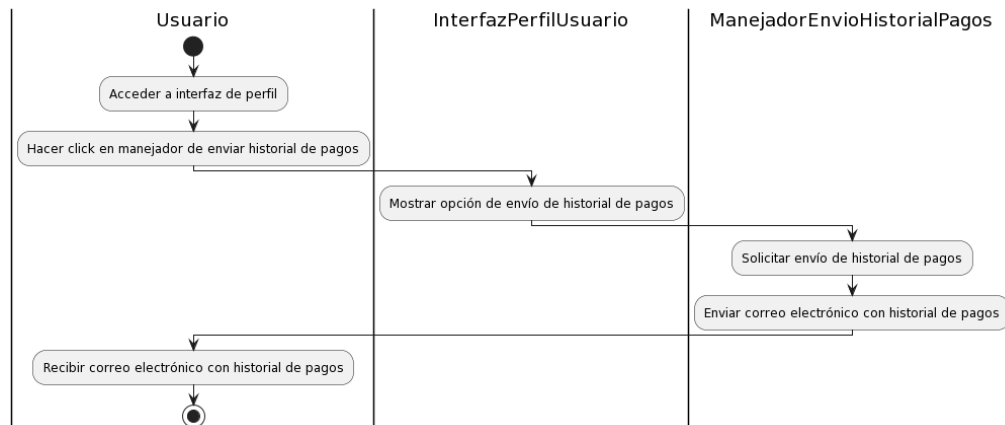 Usuario
InterfazPerfilUsuario
ManejadorEnvioHistorialPagos
Acceder a interfaz de perfil
Hacer click en manejador de enviar historial de pagos
Mostrar opción de envío de historial de pagos
Solicitar envío de historial de pagos
Enviar correo electrónico con historial de pagos
Recibir correo electrónico con historial de pagos